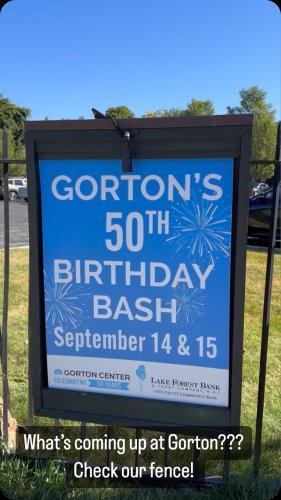 GORTON'S
50TH
BIRTHDAY
BASH
September 14 & 15
GORTON CENTER
CELEBRATING 50 YEARS
LAKE FOREST BANK
& TRUST COMPANY, N.A.
A WINTRUST COMMUNITY BANK
What's coming up at Gorton???
Check our fence!